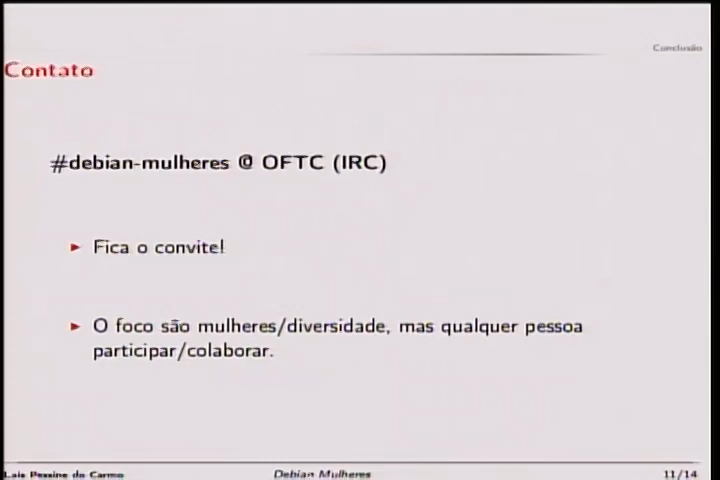 Conclusão
Contato
#debian-mulheres @ OFTC (IRC)
Fica o convite!
O foco são mulheres/diversidade, mas qualquer pessoa
participar/colaborar.
Lais Pessine do Carmo
Debian Mulheres
11/14